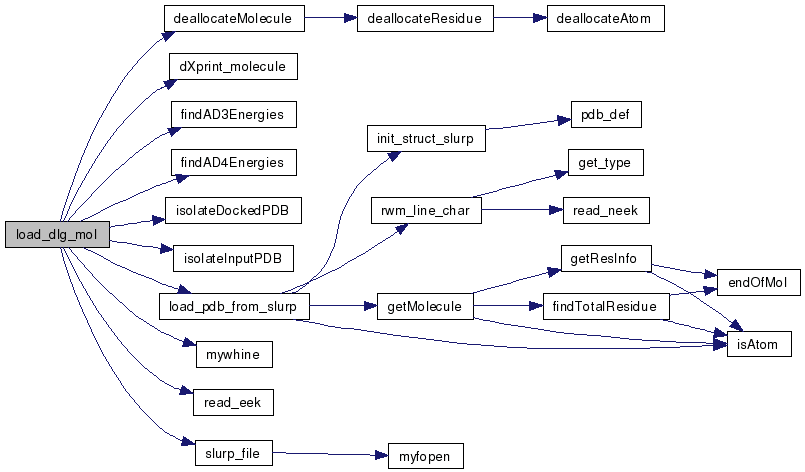 deallocateMolecule
deallocateResidue
deallocateAtom
dXprint_molecule
findAD3Energies
pdb_def
init_struct_slurp
findAD4Energies
get_type
isolateDockedPDB
rwm_line_char
read_neek
load_dlg_mol
isolateInputPDB
getResInfo
endOfMol
load_pdb_from_slurp
getMolecule
findTotalResidue
isAtom
mywhine
read_eek
slurp_file
myfopen